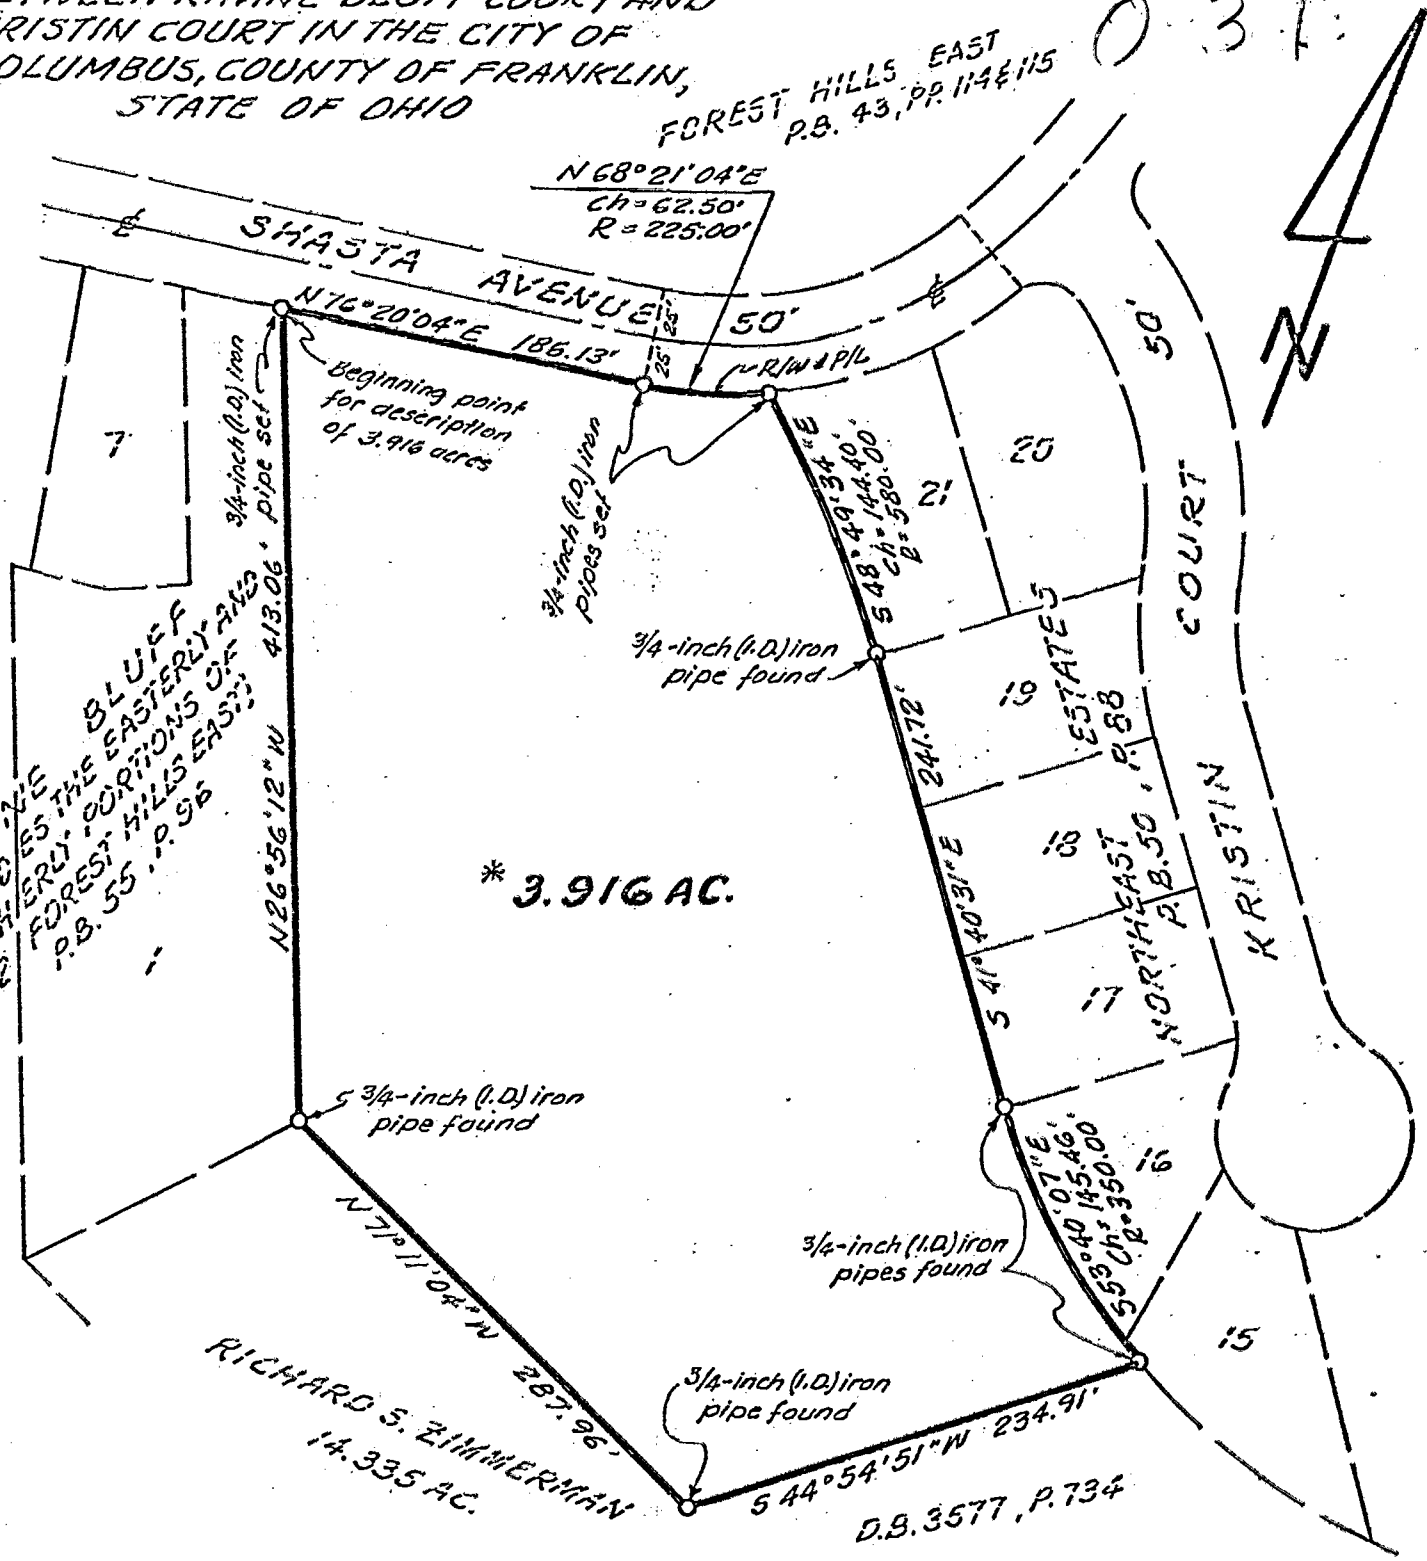 RISTIN COURT IN THE CITY OF
OLUMBUS, COUNTY OF FRANKLIN,
STATE OF OHIO
FOREST HILLS EAST
P.B. 43, PP. 114 & 115
N 68°21'04"E
Ch = 62.50'
R = 225.00'
℄
SHASTA AVENUE
25'
25'
50'
℄
N 76°20'04"E 186.13'
R/W & P/L
Beginning point
for description
of 3.916 acres
3/4-inch (I.D.) iron
pipe set
3/4-inch (I.D.) iron
pipes set
7
S 48°49'34"E
Ch = 144.40'
R = 580.00'
21
20
50'
KRISTIN COURT
3/4-inch (I.D.) iron
pipe found
413.06'
N 26°56'12"W
BLUFF
ES THE EASTERLY AND
ERLY PORTIONS OF
FOREST HILLS EAST)
P.B. 55, P. 96
1
19
241.72'
S 41°40'31"E
NORTHEAST ESTATES
P.B. 50, P. 88
18
* 3.916 AC.
17
3/4-inch (I.D.) iron
pipe found
S 53°40'07"E
Ch = 145.46'
R = 350.00
16
3/4-inch (I.D.) iron
pipes found
15
N 71°11'04"W 287.96'
3/4-inch (I.D.) iron
pipe found
S 44°54'51"W 234.91'
RICHARD S. ZIMMERMAN
14.335 AC.
D.B. 3577, P. 734
N